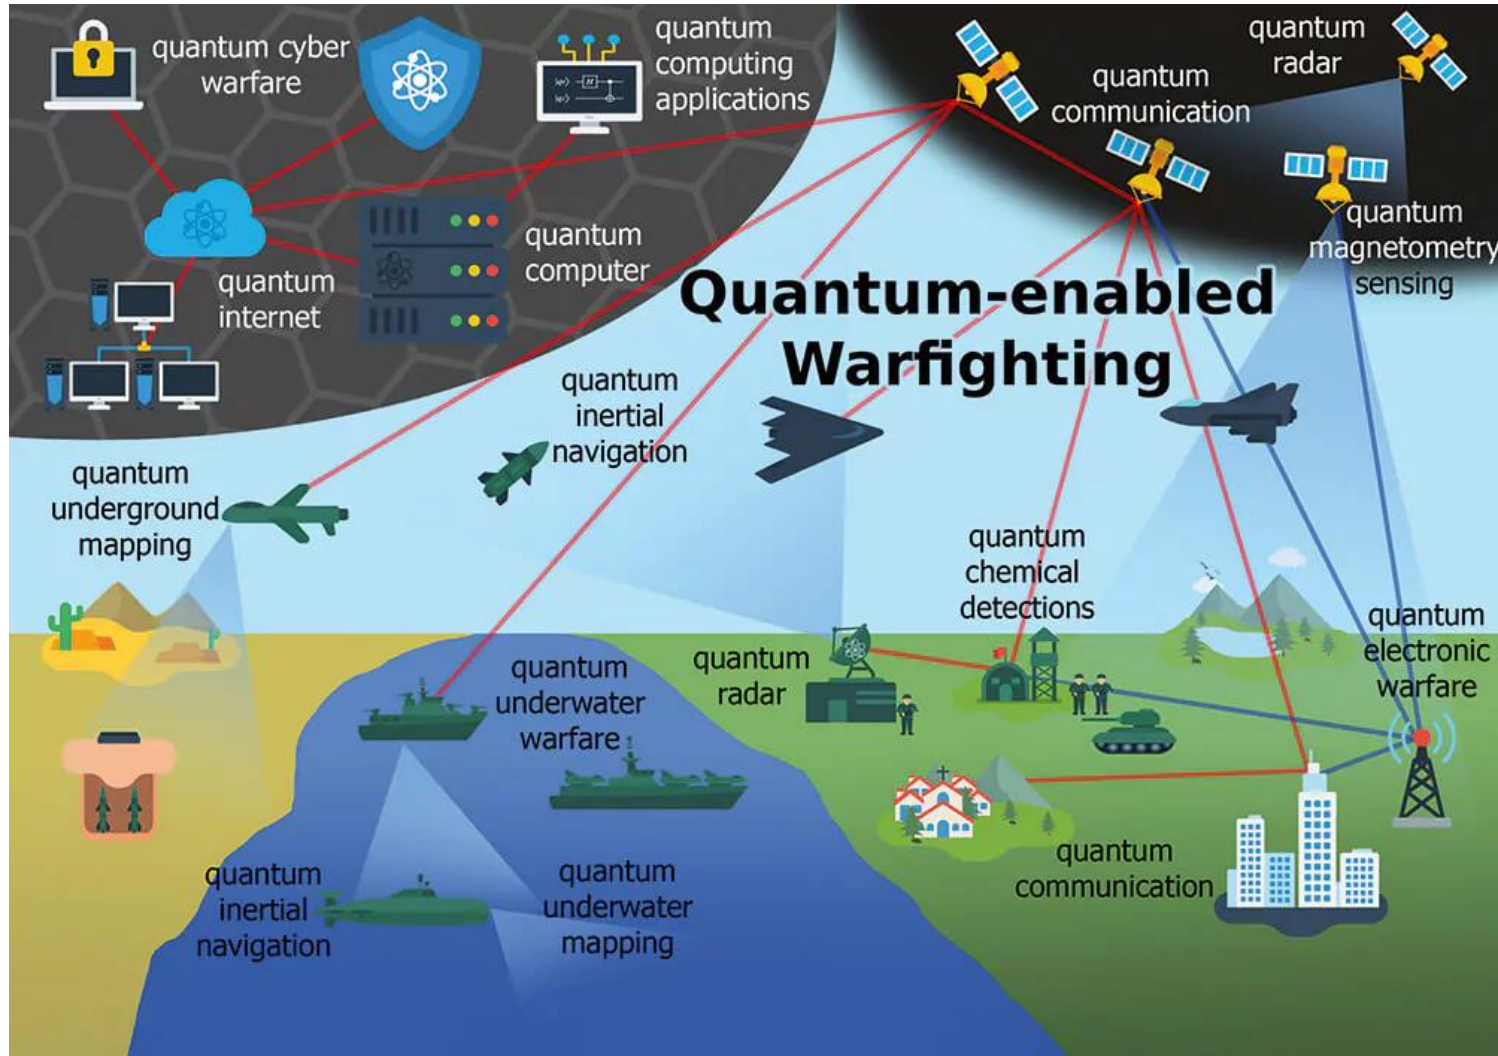 quantum cyber
warfare
quantum
computing
applications
quantum
communication
quantum
radar
quantum
internet
quantum
computer
quantum
magnetometry
sensing
Quantum-enabled
Warfighting
quantum
inertial
navigation
quantum
underground
mapping
quantum
chemical
detections
quantum
radar
quantum
electronic
warfare
quantum
underwater
warfare
quantum
inertial
navigation
quantum
underwater
mapping
quantum
communication